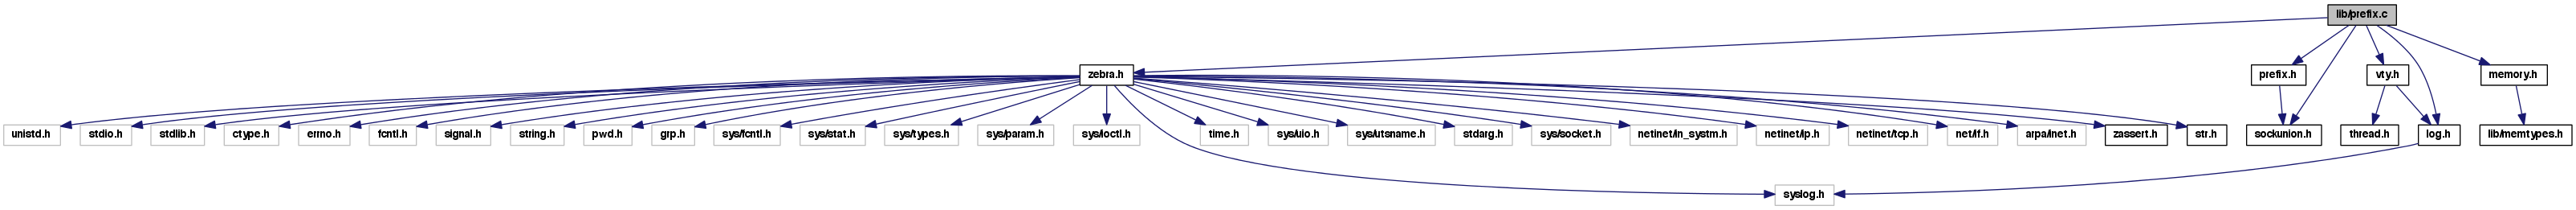 lib/prefix.c
zebra.h
prefix.h
vty.h
memory.h
unistd.h
stdio.h
stdlib.h
ctype.h
errno.h
fcntl.h
signal.h
string.h
pwd.h
grp.h
sys/fcntl.h
sys/stat.h
sys/types.h
sys/param.h
sys/ioctl.h
time.h
sys/uio.h
sys/utsname.h
stdarg.h
sys/socket.h
netinet/in_systm.h
netinet/ip.h
netinet/tcp.h
net/if.h
arpa/inet.h
zassert.h
str.h
sockunion.h
thread.h
log.h
lib/memtypes.h
syslog.h